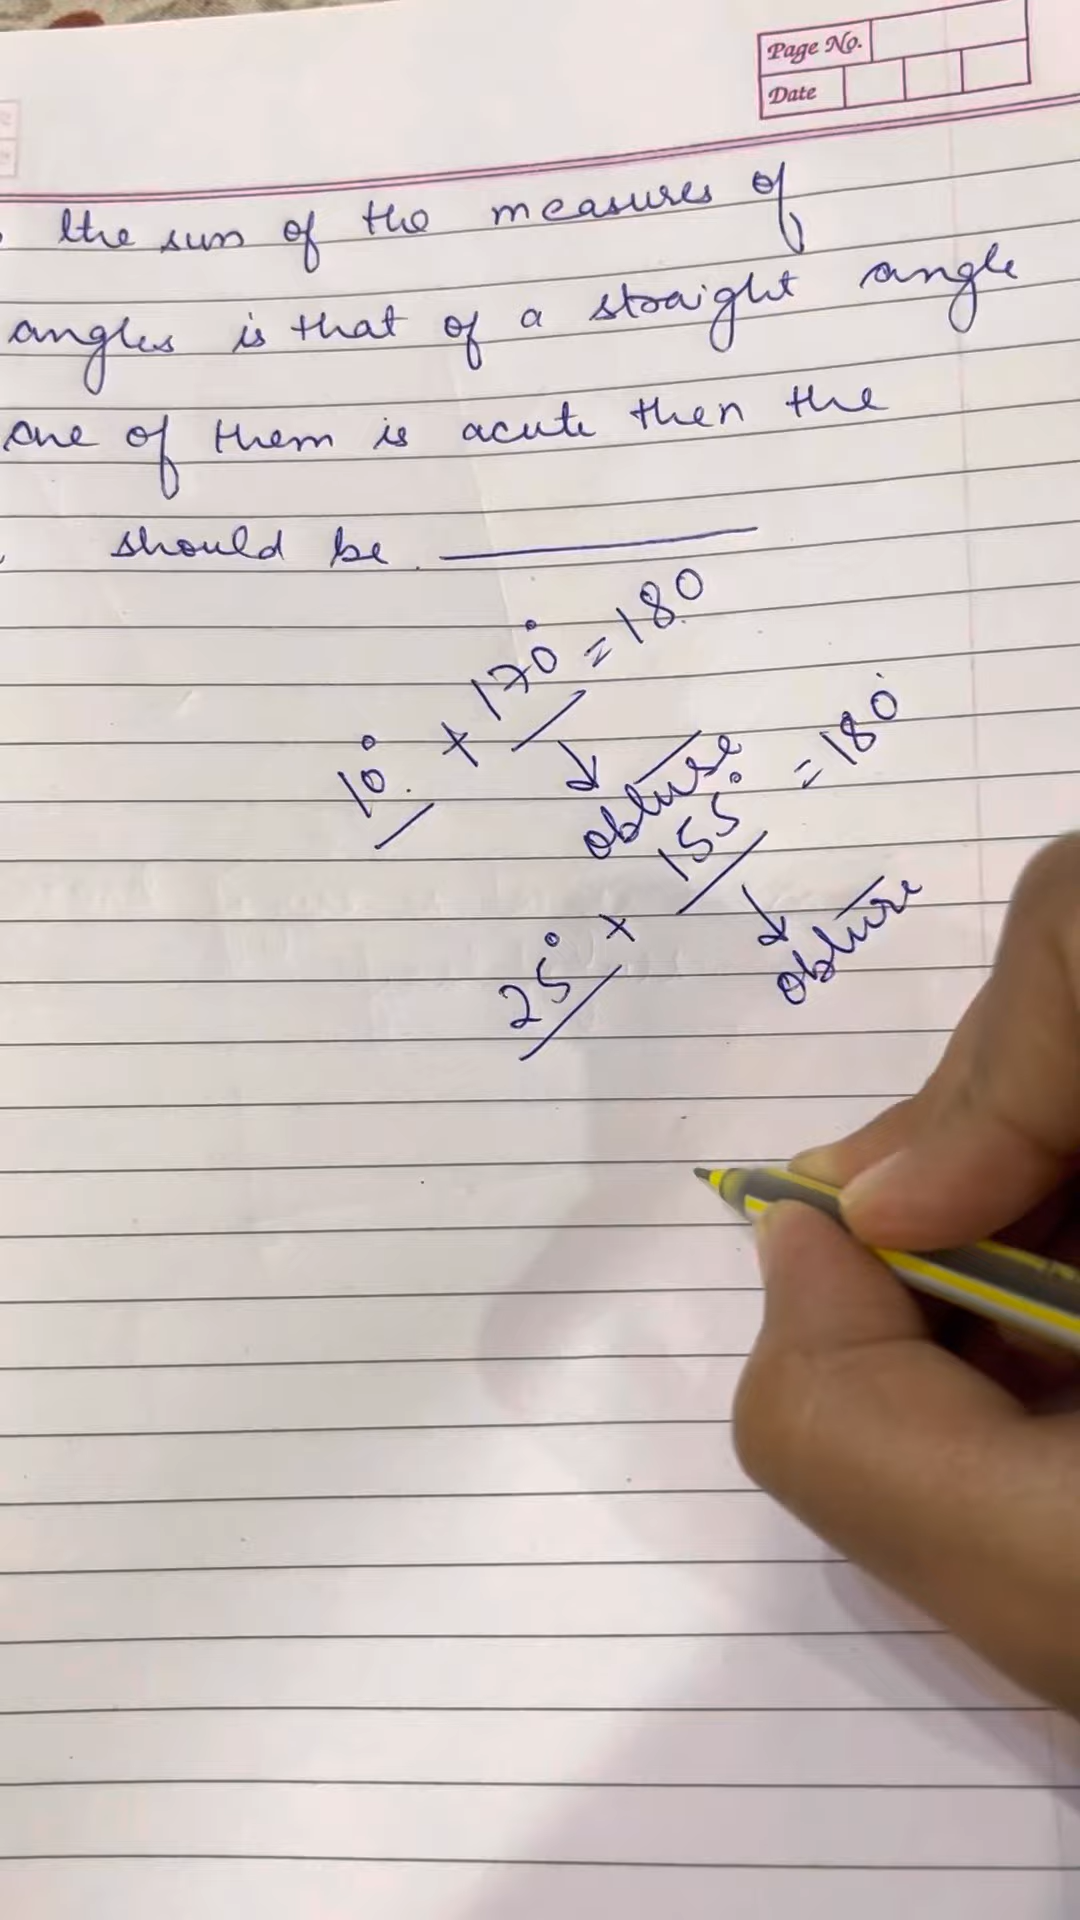 Page No.
Date
the sum of the measures of
angles is that of a straight angle
one of them is acute then the
should be ______
10° + 170° = 180
obtuse
25° + 155° = 180°
obtuse